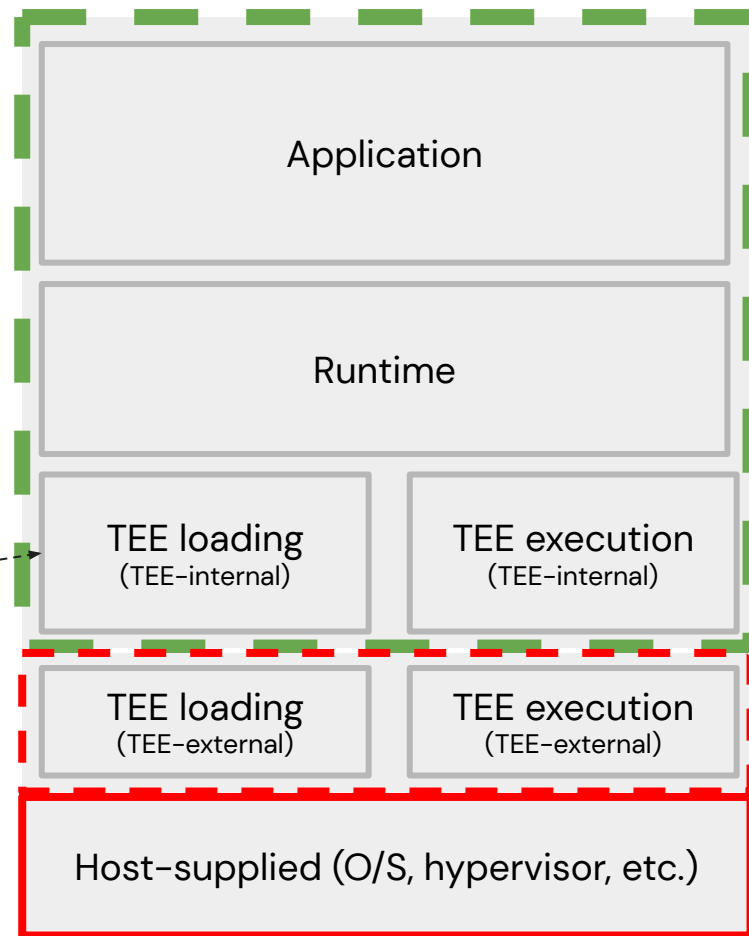 Application
Runtime
TEE loading
(TEE-internal)
TEE execution
(TEE-internal)
TEE loading
(TEE-external)
TEE execution
(TEE-external)
Host-supplied (O/S, hypervisor, etc.)